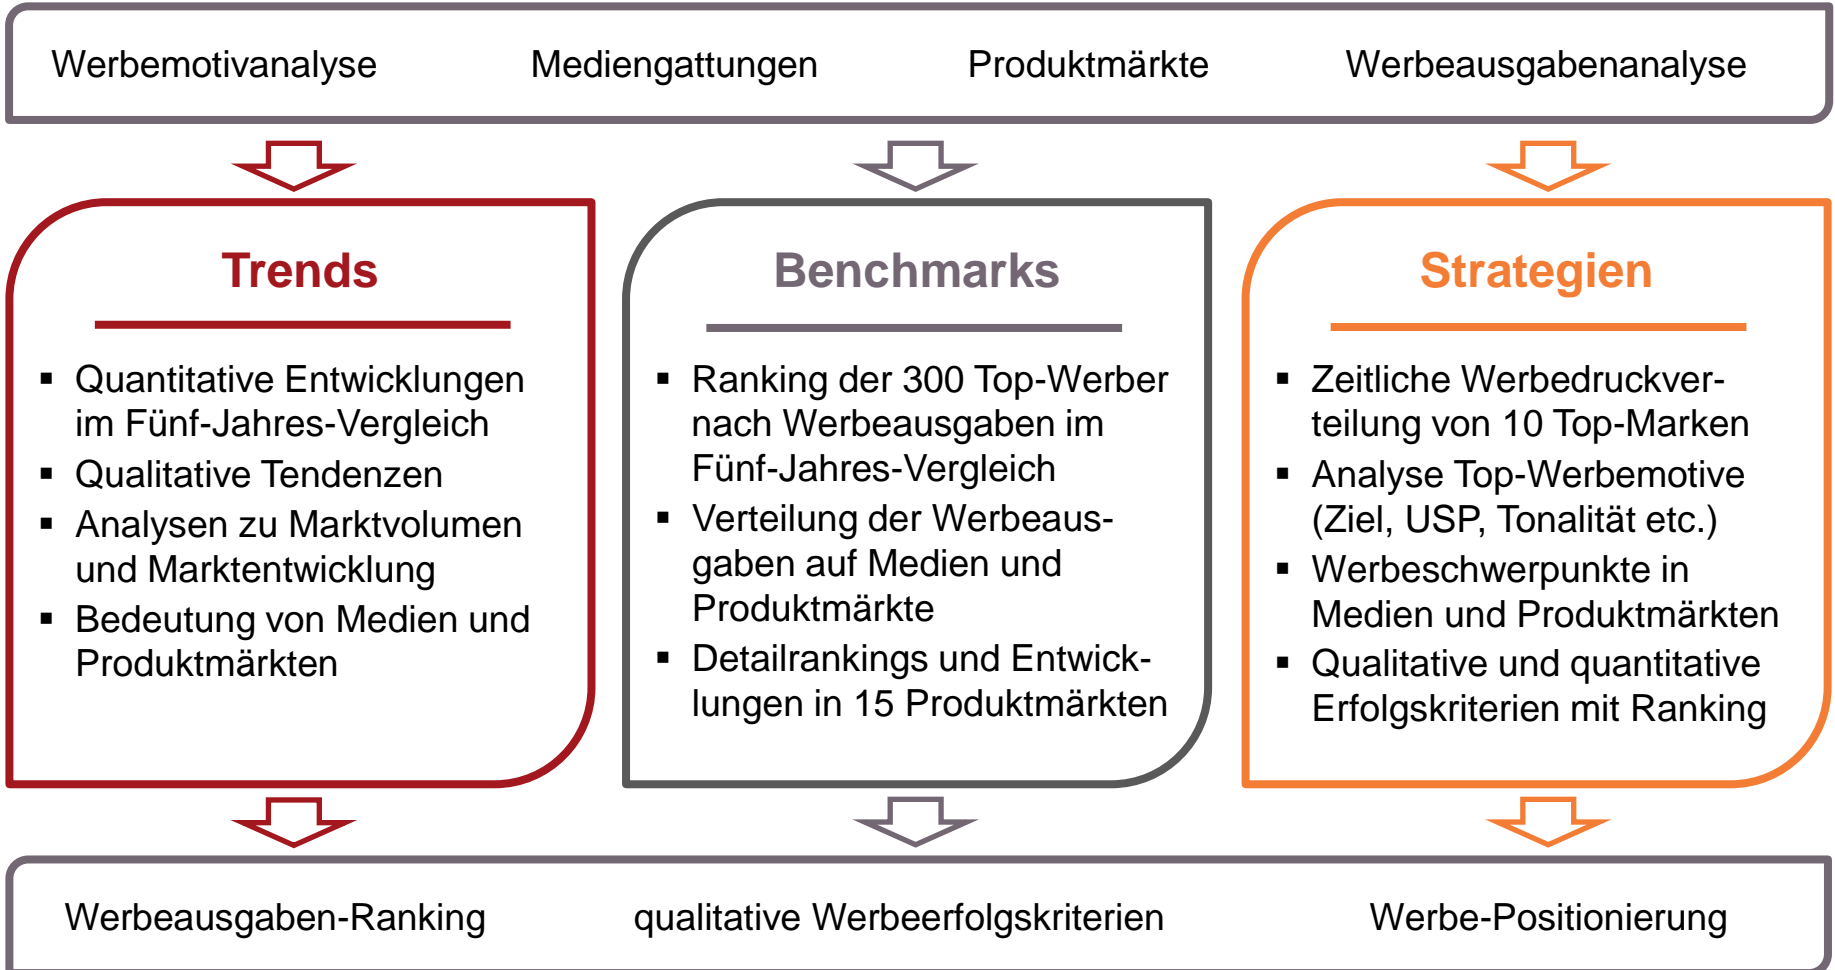 Werbemotivanalyse Mediengattungen Produktmärkte Werbeausgabenanalyse
Trends
▪ Quantitative Entwicklungen
im Fünf-Jahres-Vergleich
▪ Qualitative Tendenzen
▪ Analysen zu Marktvolumen
und Marktentwicklung
▪ Bedeutung von Medien und
Produktmärkten
Benchmarks
▪ Ranking der 300 Top-Werber
nach Werbeausgaben im
Fünf-Jahres-Vergleich
▪ Verteilung der Werbeaus-
gaben auf Medien und
Produktmärkte
▪ Detailrankings und Entwick-
lungen in 15 Produktmärkten
Strategien
▪ Zeitliche Werbedruckver-
teilung von 10 Top-Marken
▪ Analyse Top-Werbemotive
(Ziel, USP, Tonalität etc.)
▪ Werbeschwerpunkte in
Medien und Produktmärkten
▪ Qualitative und quantitative
Erfolgskriterien mit Ranking
Werbeausgaben-Ranking qualitative Werbeerfolgskriterien Werbe-Positionierung